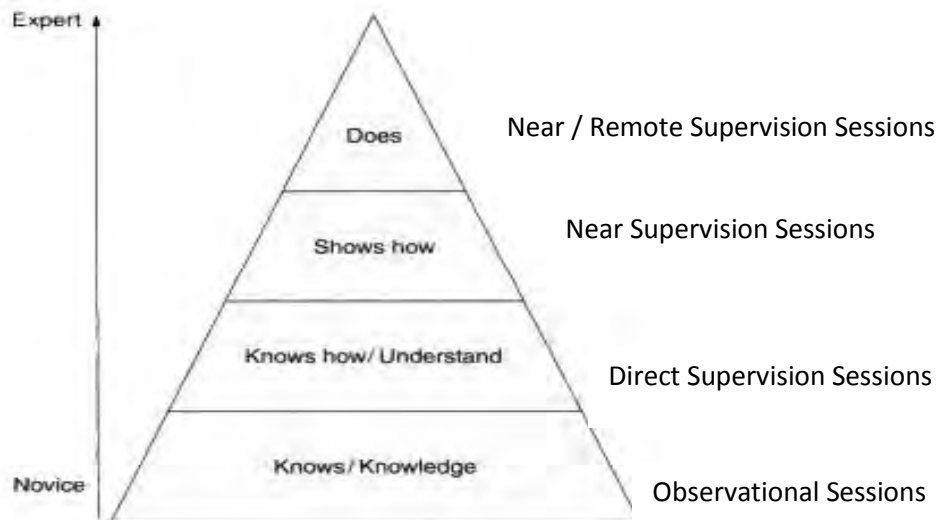 Expert
Does
Near / Remote Supervision Sessions
Shows how
Near Supervision Sessions
Knows how/ Understand
Direct Supervision Sessions
Knows/ Knowledge
Novice
Observational Sessions